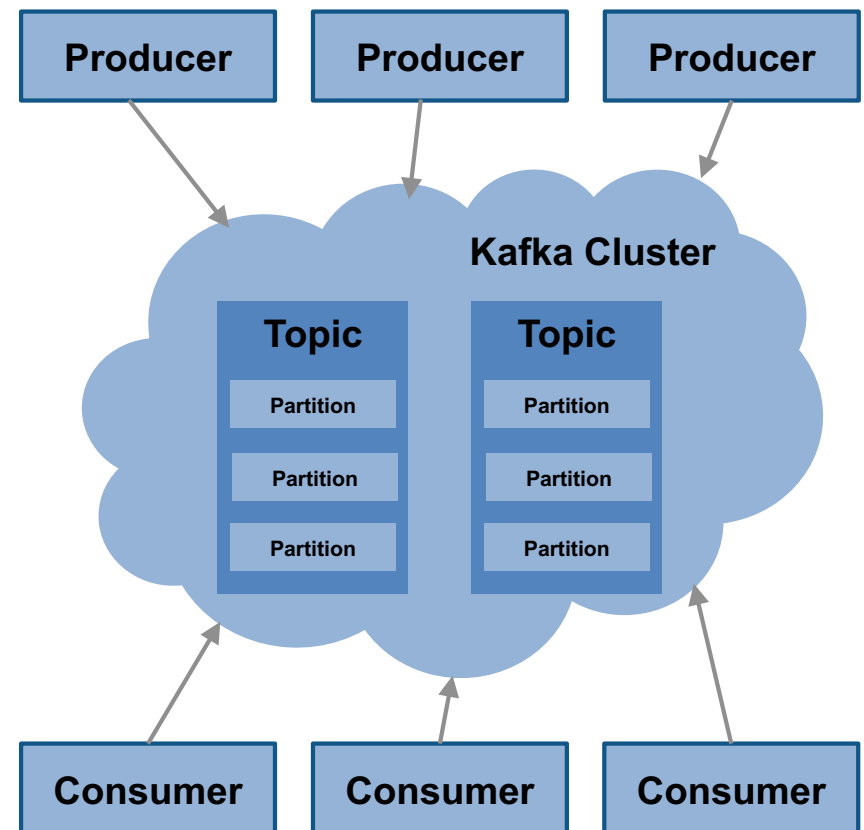 Producer
Producer
Producer
Kafka Cluster
Topic
Topic
Partition
Partition
Partition
Partition
Partition
Partition
Consumer
Consumer
Consumer